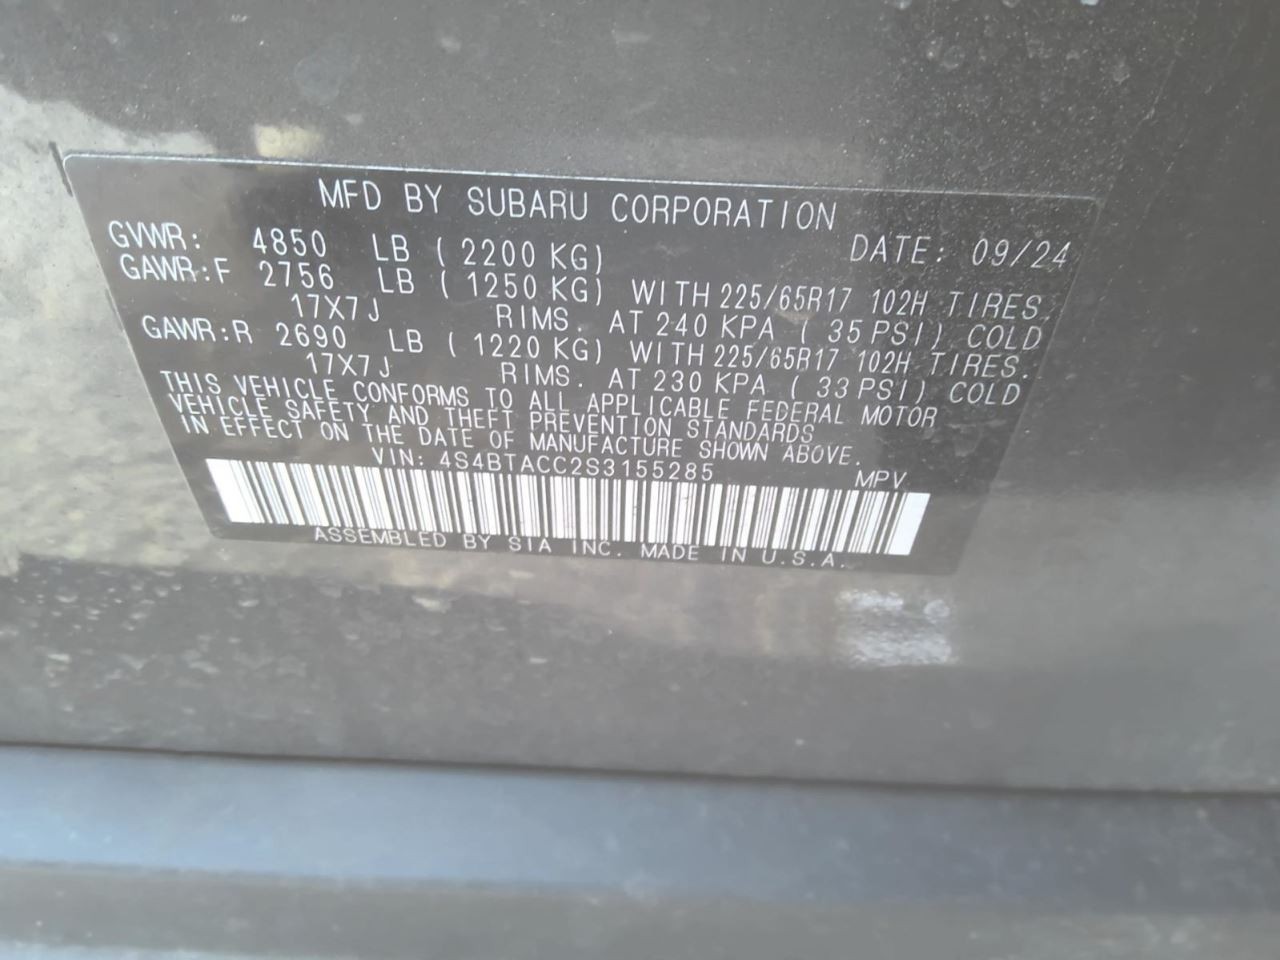 MFD BY SUBARU CORPORATION
GVWR: 4850 LB ( 2200 KG) DATE: 09/24
GAWR:F 2756 LB ( 1250 KG) WITH 225/65R17 102H TIRES.
17X7J RIMS. AT 240 KPA ( 35 PSI) COLD
GAWR:R 2690 LB ( 1220 KG) WITH 225/65R17 102H TIRES.
17X7J RIMS. AT 230 KPA ( 33 PSI) COLD
THIS VEHICLE CONFORMS TO ALL APPLICABLE FEDERAL MOTOR
VEHICLE SAFETY AND THEFT PREVENTION STANDARDS
IN EFFECT ON THE DATE OF MANUFACTURE SHOWN ABOVE.
VIN: 4S4BTACC2S3155285 MPV
ASSEMBLED BY SIA INC. MADE IN U.S.A.